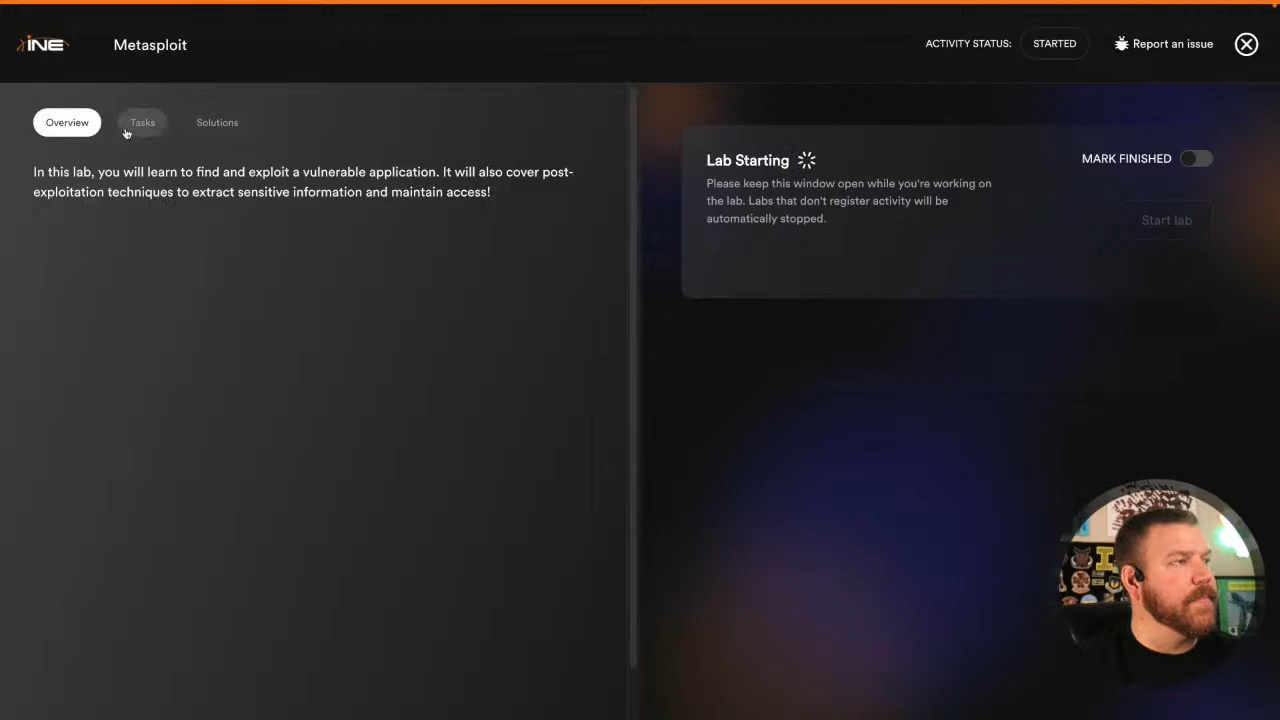 INE
Metasploit
ACTIVITY STATUS:
STARTED
Report an issue
Overview
Tasks
Solutions
In this lab, you will learn to find and exploit a vulnerable application. It will also cover post-
exploitation techniques to extract sensitive information and maintain access!
Lab Starting
MARK FINISHED
Please keep this window open while you're working on
the lab. Labs that don't register activity will be
automatically stopped.
Start lab